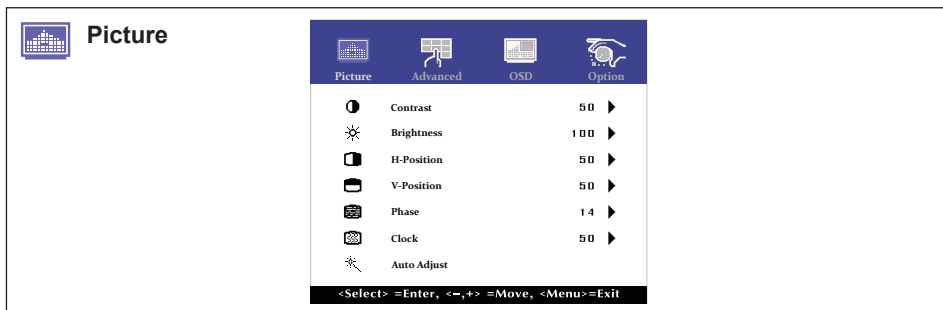 Picture
Picture Advanced OSD Option
Contrast 50
Brightness 100
H-Position 50
V-Position 50
Phase 14
Clock 50
Auto Adjust
<Select> =Enter, <–,+> =Move, <Menu>=Exit